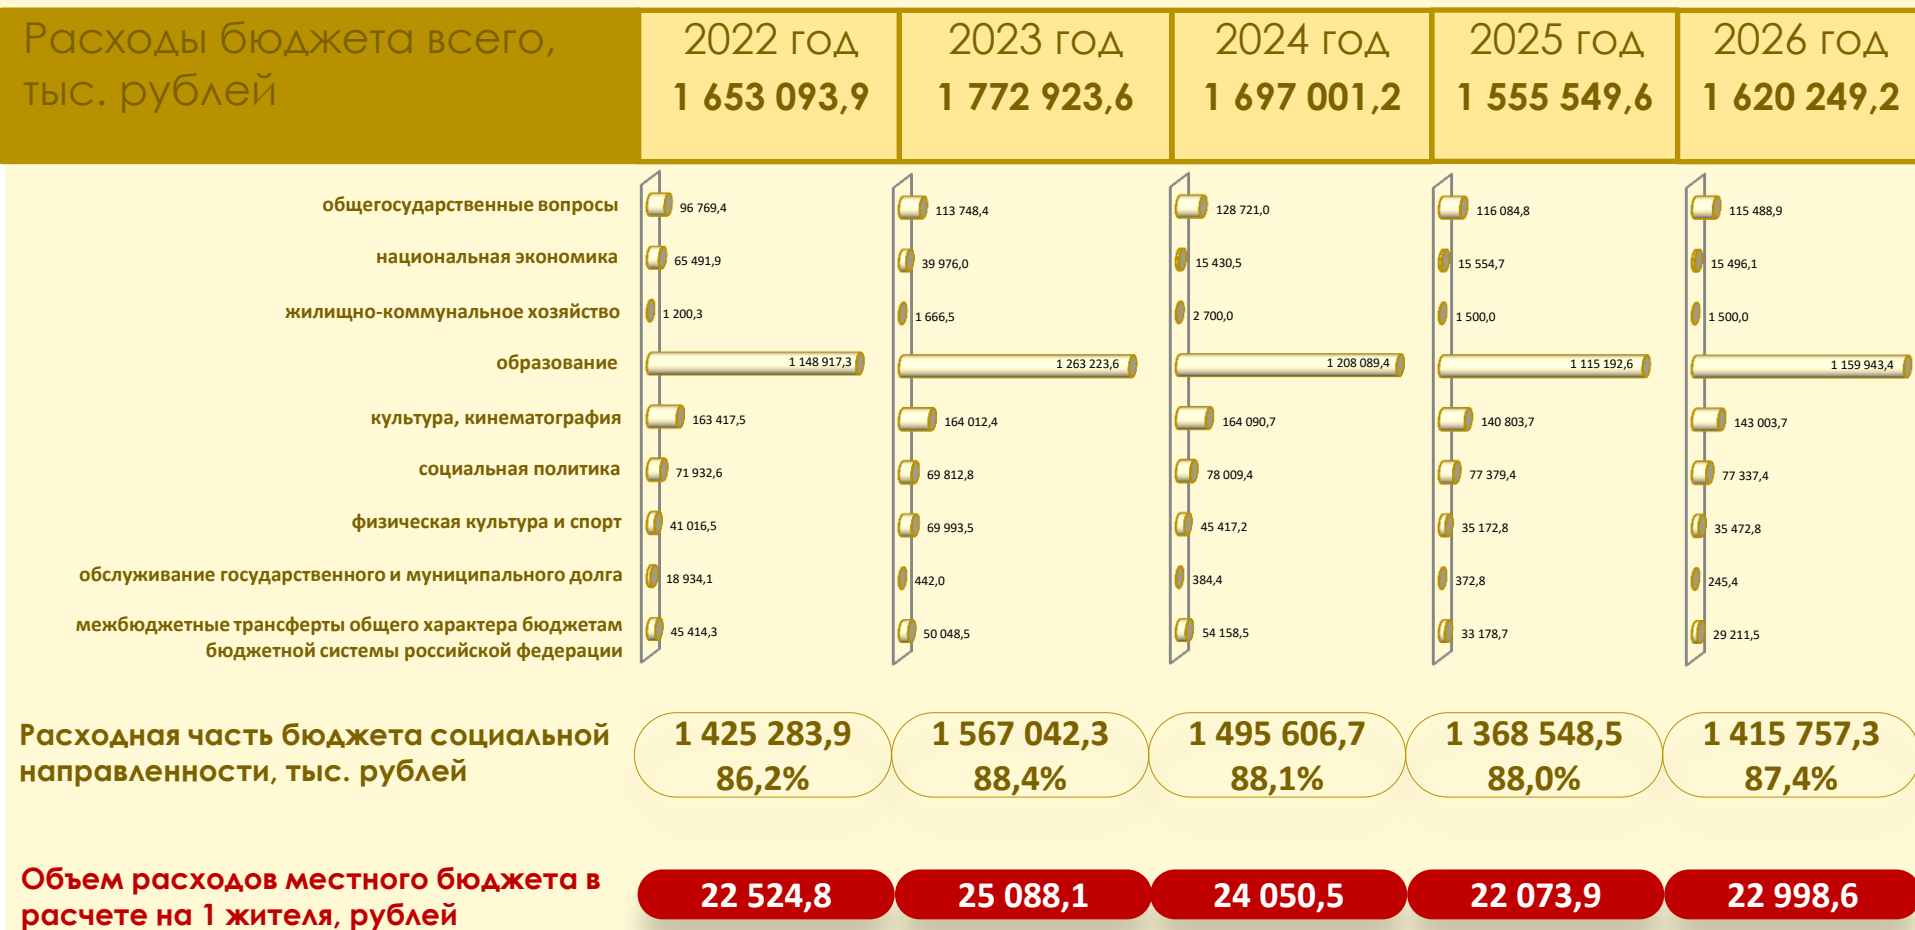 Расходы бюджета всего,
тыс. рублей
2022 год
1 653 093,9
2023 год
1 772 923,6
2024 год
1 697 001,2
2025 год
1 555 549,6
2026 год
1 620 249,2
общегосударственные вопросы 96 769,4 113 748,4 128 721,0 116 084,8 115 488,9
национальная экономика 65 491,9 39 976,0 15 430,5 15 554,7 15 496,1
жилищно-коммунальное хозяйство 1 200,3 1 666,5 2 700,0 1 500,0 1 500,0
образование 1 148 917,3 1 263 223,6 1 208 089,4 1 115 192,6 1 159 943,4
культура, кинематография 163 417,5 164 012,4 164 090,7 140 803,7 143 003,7
социальная политика 71 932,6 69 812,8 78 009,4 77 379,4 77 337,4
физическая культура и спорт 41 016,5 69 993,5 45 417,2 35 172,8 35 472,8
обслуживание государственного и муниципального долга 18 934,1 442,0 384,4 372,8 245,4
межбюджетные трансферты общего характера бюджетам
бюджетной системы российской федерации
45 414,3 50 048,5 54 158,5 33 178,7 29 211,5
Расходная часть бюджета социальной
направленности, тыс. рублей
1 425 283,9 1 567 042,3 1 495 606,7 1 368 548,5 1 415 757,3
86,2% 88,4% 88,1% 88,0% 87,4%
Объем расходов местного бюджета в
расчете на 1 жителя, рублей
22 524,8 25 088,1 24 050,5 22 073,9 22 998,6